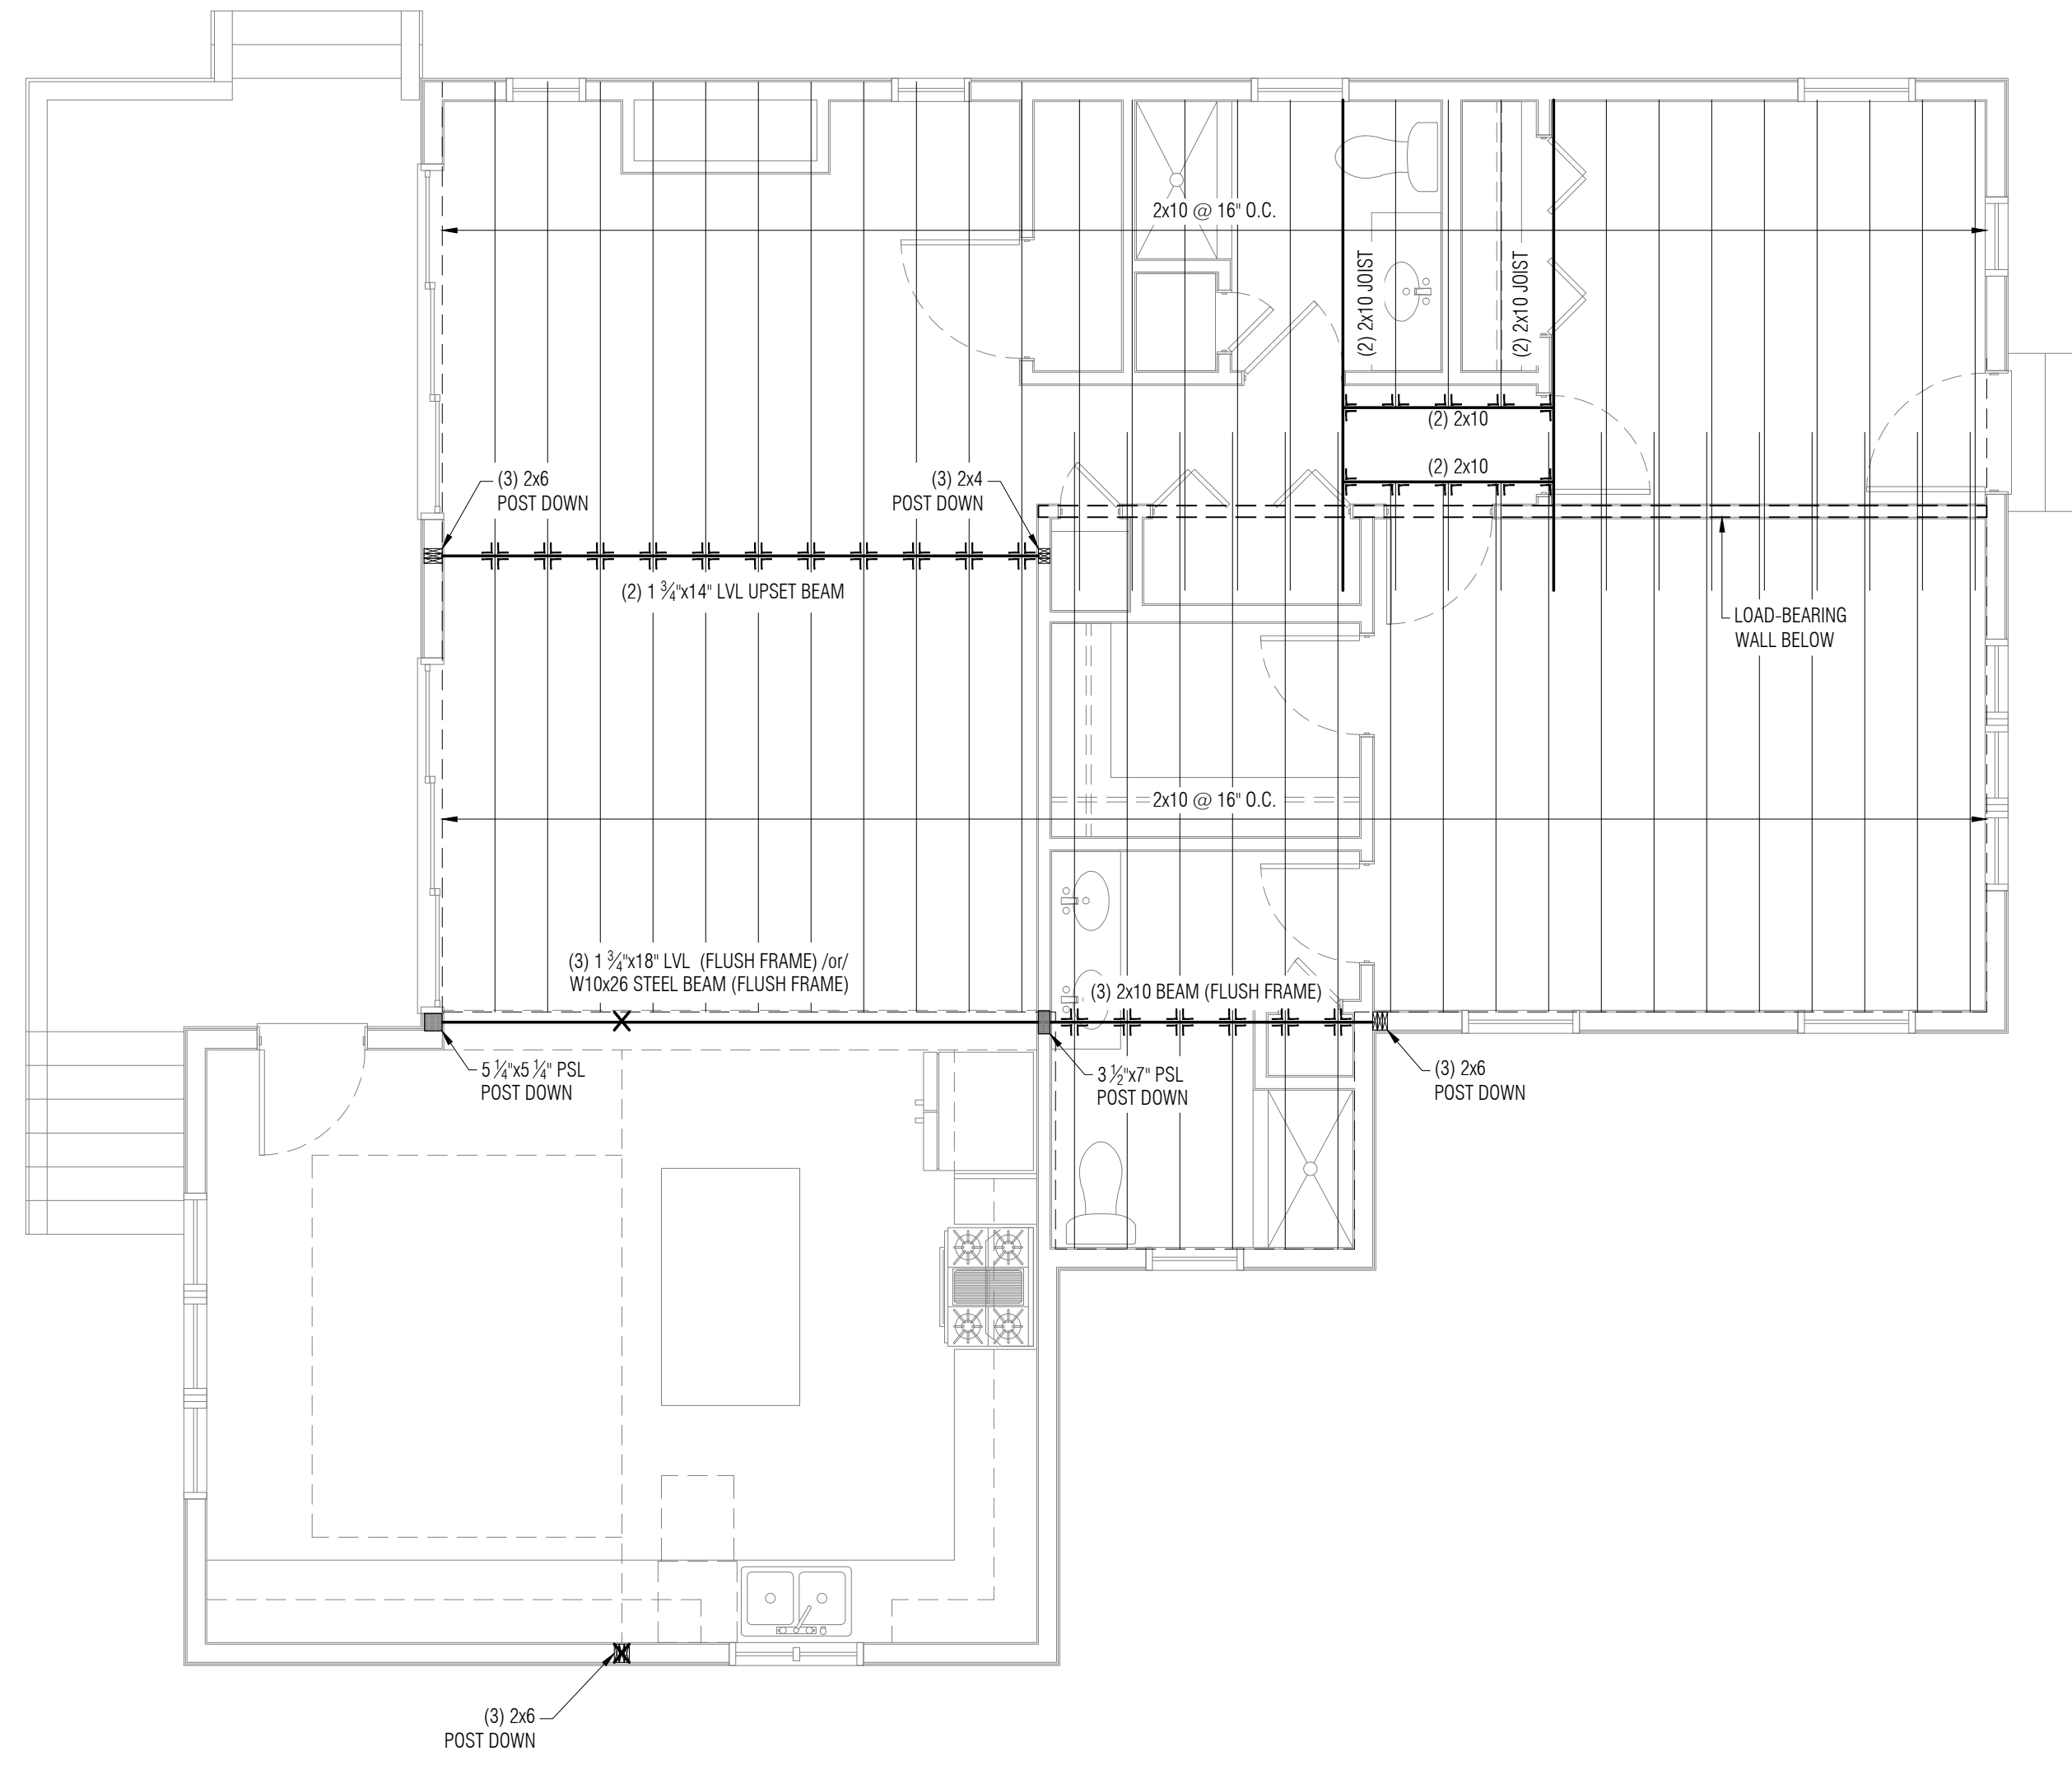 2x10 @ 16" O.C.
(2) 2x10 JOIST
(2) 2x10 JOIST
(2) 2x10
(2) 2x10
(3) 2x6
POST DOWN
(3) 2x4
POST DOWN
(2) 1 3⁄4"x14" LVL UPSET BEAM
LOAD-BEARING
WALL BELOW
2x10 @ 16" O.C.
(3) 1 3⁄4"x18" LVL (FLUSH FRAME) /or/
W10x26 STEEL BEAM (FLUSH FRAME)
(3) 2x10 BEAM (FLUSH FRAME)
5 1⁄4"x5 1⁄4" PSL
POST DOWN
3 1⁄2"x7" PSL
POST DOWN
(3) 2x6
POST DOWN
(3) 2x6
POST DOWN